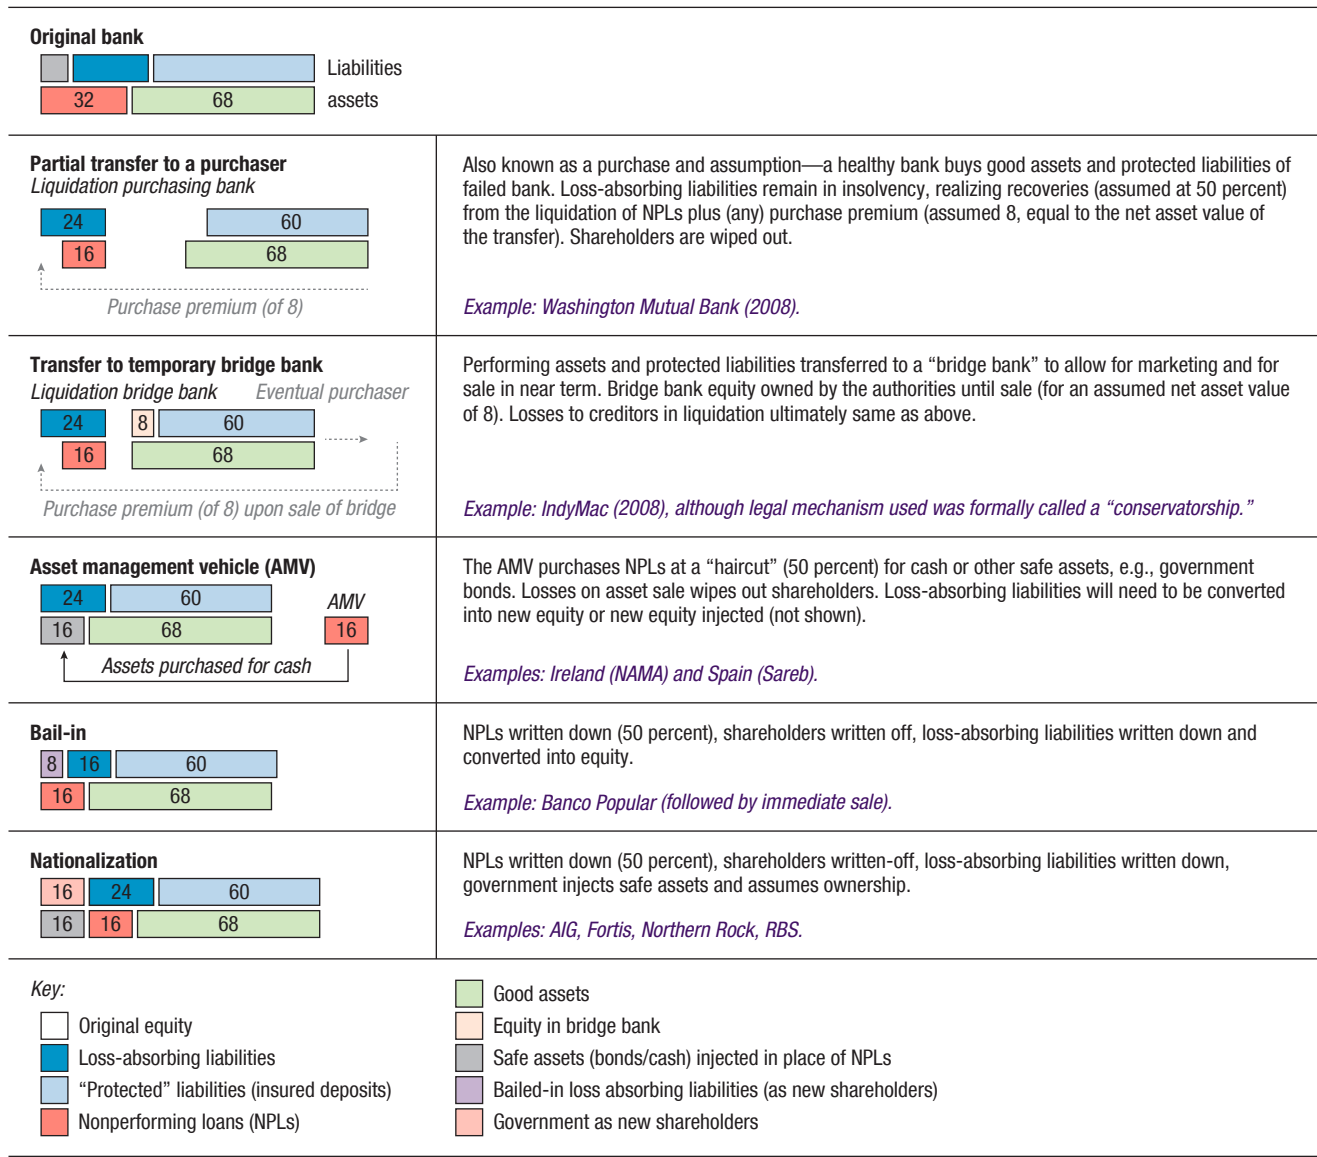 Original bank
Liabilities
32 68 assets
Partial transfer to a purchaser
Liquidation purchasing bank
24 60
16 68
Purchase premium (of 8)
Also known as a purchase and assumption—a healthy bank buys good assets and protected liabilities of
failed bank. Loss-absorbing liabilities remain in insolvency, realizing recoveries (assumed at 50 percent)
from the liquidation of NPLs plus (any) purchase premium (assumed 8, equal to the net asset value of
the transfer). Shareholders are wiped out.
Example: Washington Mutual Bank (2008).
Transfer to temporary bridge bank
Liquidation bridge bank Eventual purchaser
24 8 60
16 68
Purchase premium (of 8) upon sale of bridge
Performing assets and protected liabilities transferred to a “bridge bank” to allow for marketing and for
sale in near term. Bridge bank equity owned by the authorities until sale (for an assumed net asset value
of 8). Losses to creditors in liquidation ultimately same as above.
Example: IndyMac (2008), although legal mechanism used was formally called a “conservatorship.”
Asset management vehicle (AMV)
24 60 AMV
16 68 16
Assets purchased for cash
The AMV purchases NPLs at a “haircut” (50 percent) for cash or other safe assets, e.g., government
bonds. Losses on asset sale wipes out shareholders. Loss-absorbing liabilities will need to be converted
into new equity or new equity injected (not shown).
Examples: Ireland (NAMA) and Spain (Sareb).
Bail-in
8 16 60
16 68
NPLs written down (50 percent), shareholders written off, loss-absorbing liabilities written down and
converted into equity.
Example: Banco Popular (followed by immediate sale).
Nationalization
16 24 60
16 16 68
NPLs written down (50 percent), shareholders written-off, loss-absorbing liabilities written down,
government injects safe assets and assumes ownership.
Examples: AIG, Fortis, Northern Rock, RBS.
Key:
Original equity
Loss-absorbing liabilities
“Protected” liabilities (insured deposits)
Nonperforming loans (NPLs)
Good assets
Equity in bridge bank
Safe assets (bonds/cash) injected in place of NPLs
Bailed-in loss absorbing liabilities (as new shareholders)
Government as new shareholders